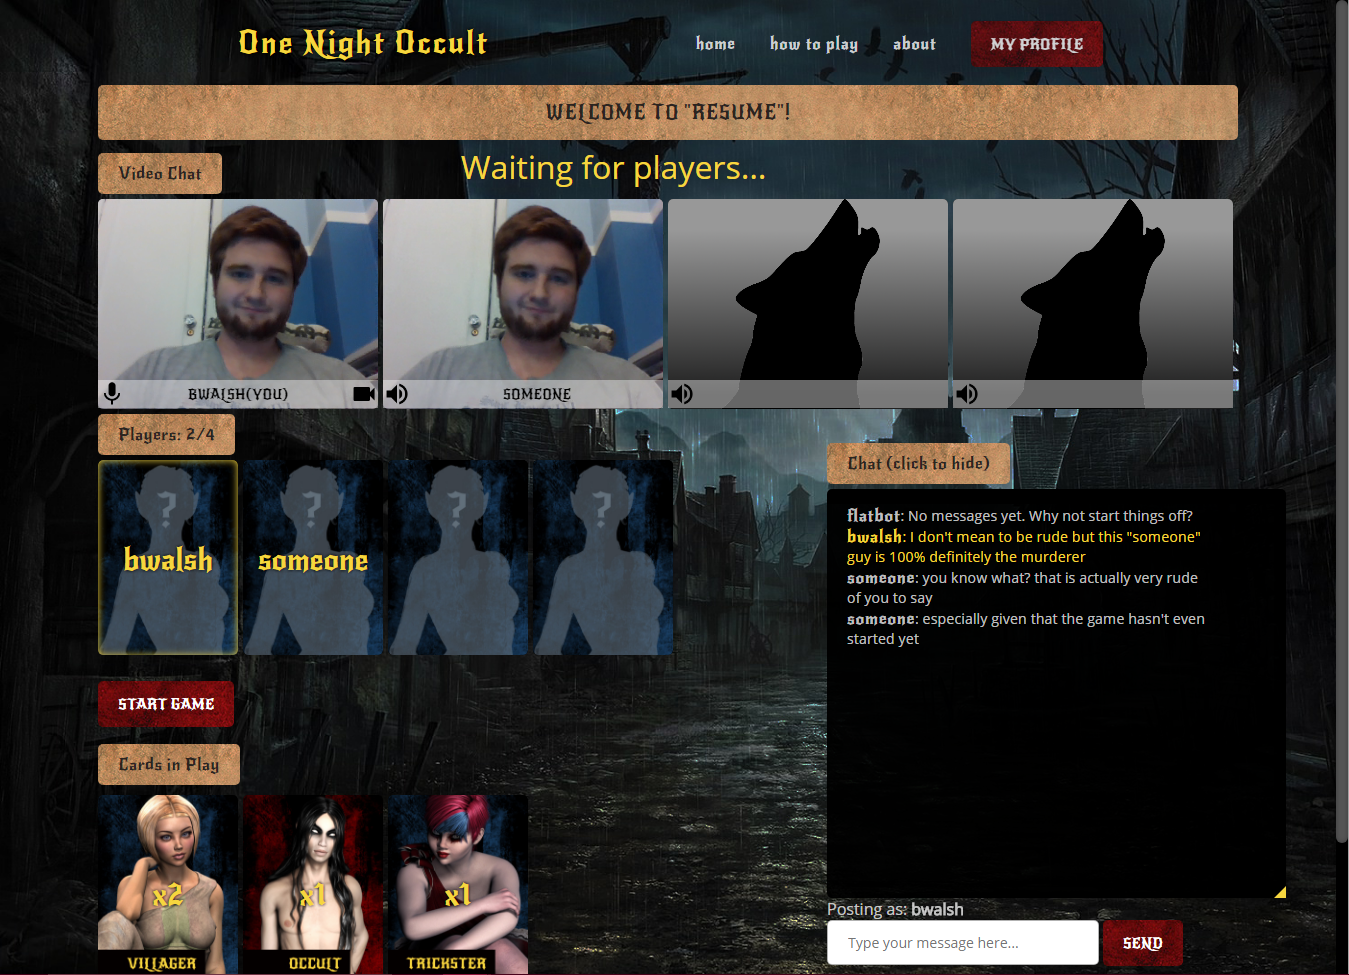 One Night Occult
home
how to play
about
MY PROFILE
WELCOME TO "RESUME"!
Video Chat
Waiting for players...
BWALSH(YOU)
SOMEONE
Players: 2/4
?
?
?
?
bwalsh
someone
START GAME
Cards in Play
x2
x1
x1
VILLAGER
OCCULT
TRICKSTER
Chat (click to hide)
flatbot: No messages yet. Why not start things off?
bwalsh: I don't mean to be rude but this "someone"
guy is 100% definitely the murderer
someone: you know what? that is actually very rude
of you to say
someone: especially given that the game hasn't even
started yet
Posting as: bwalsh
Type your message here...
SEND